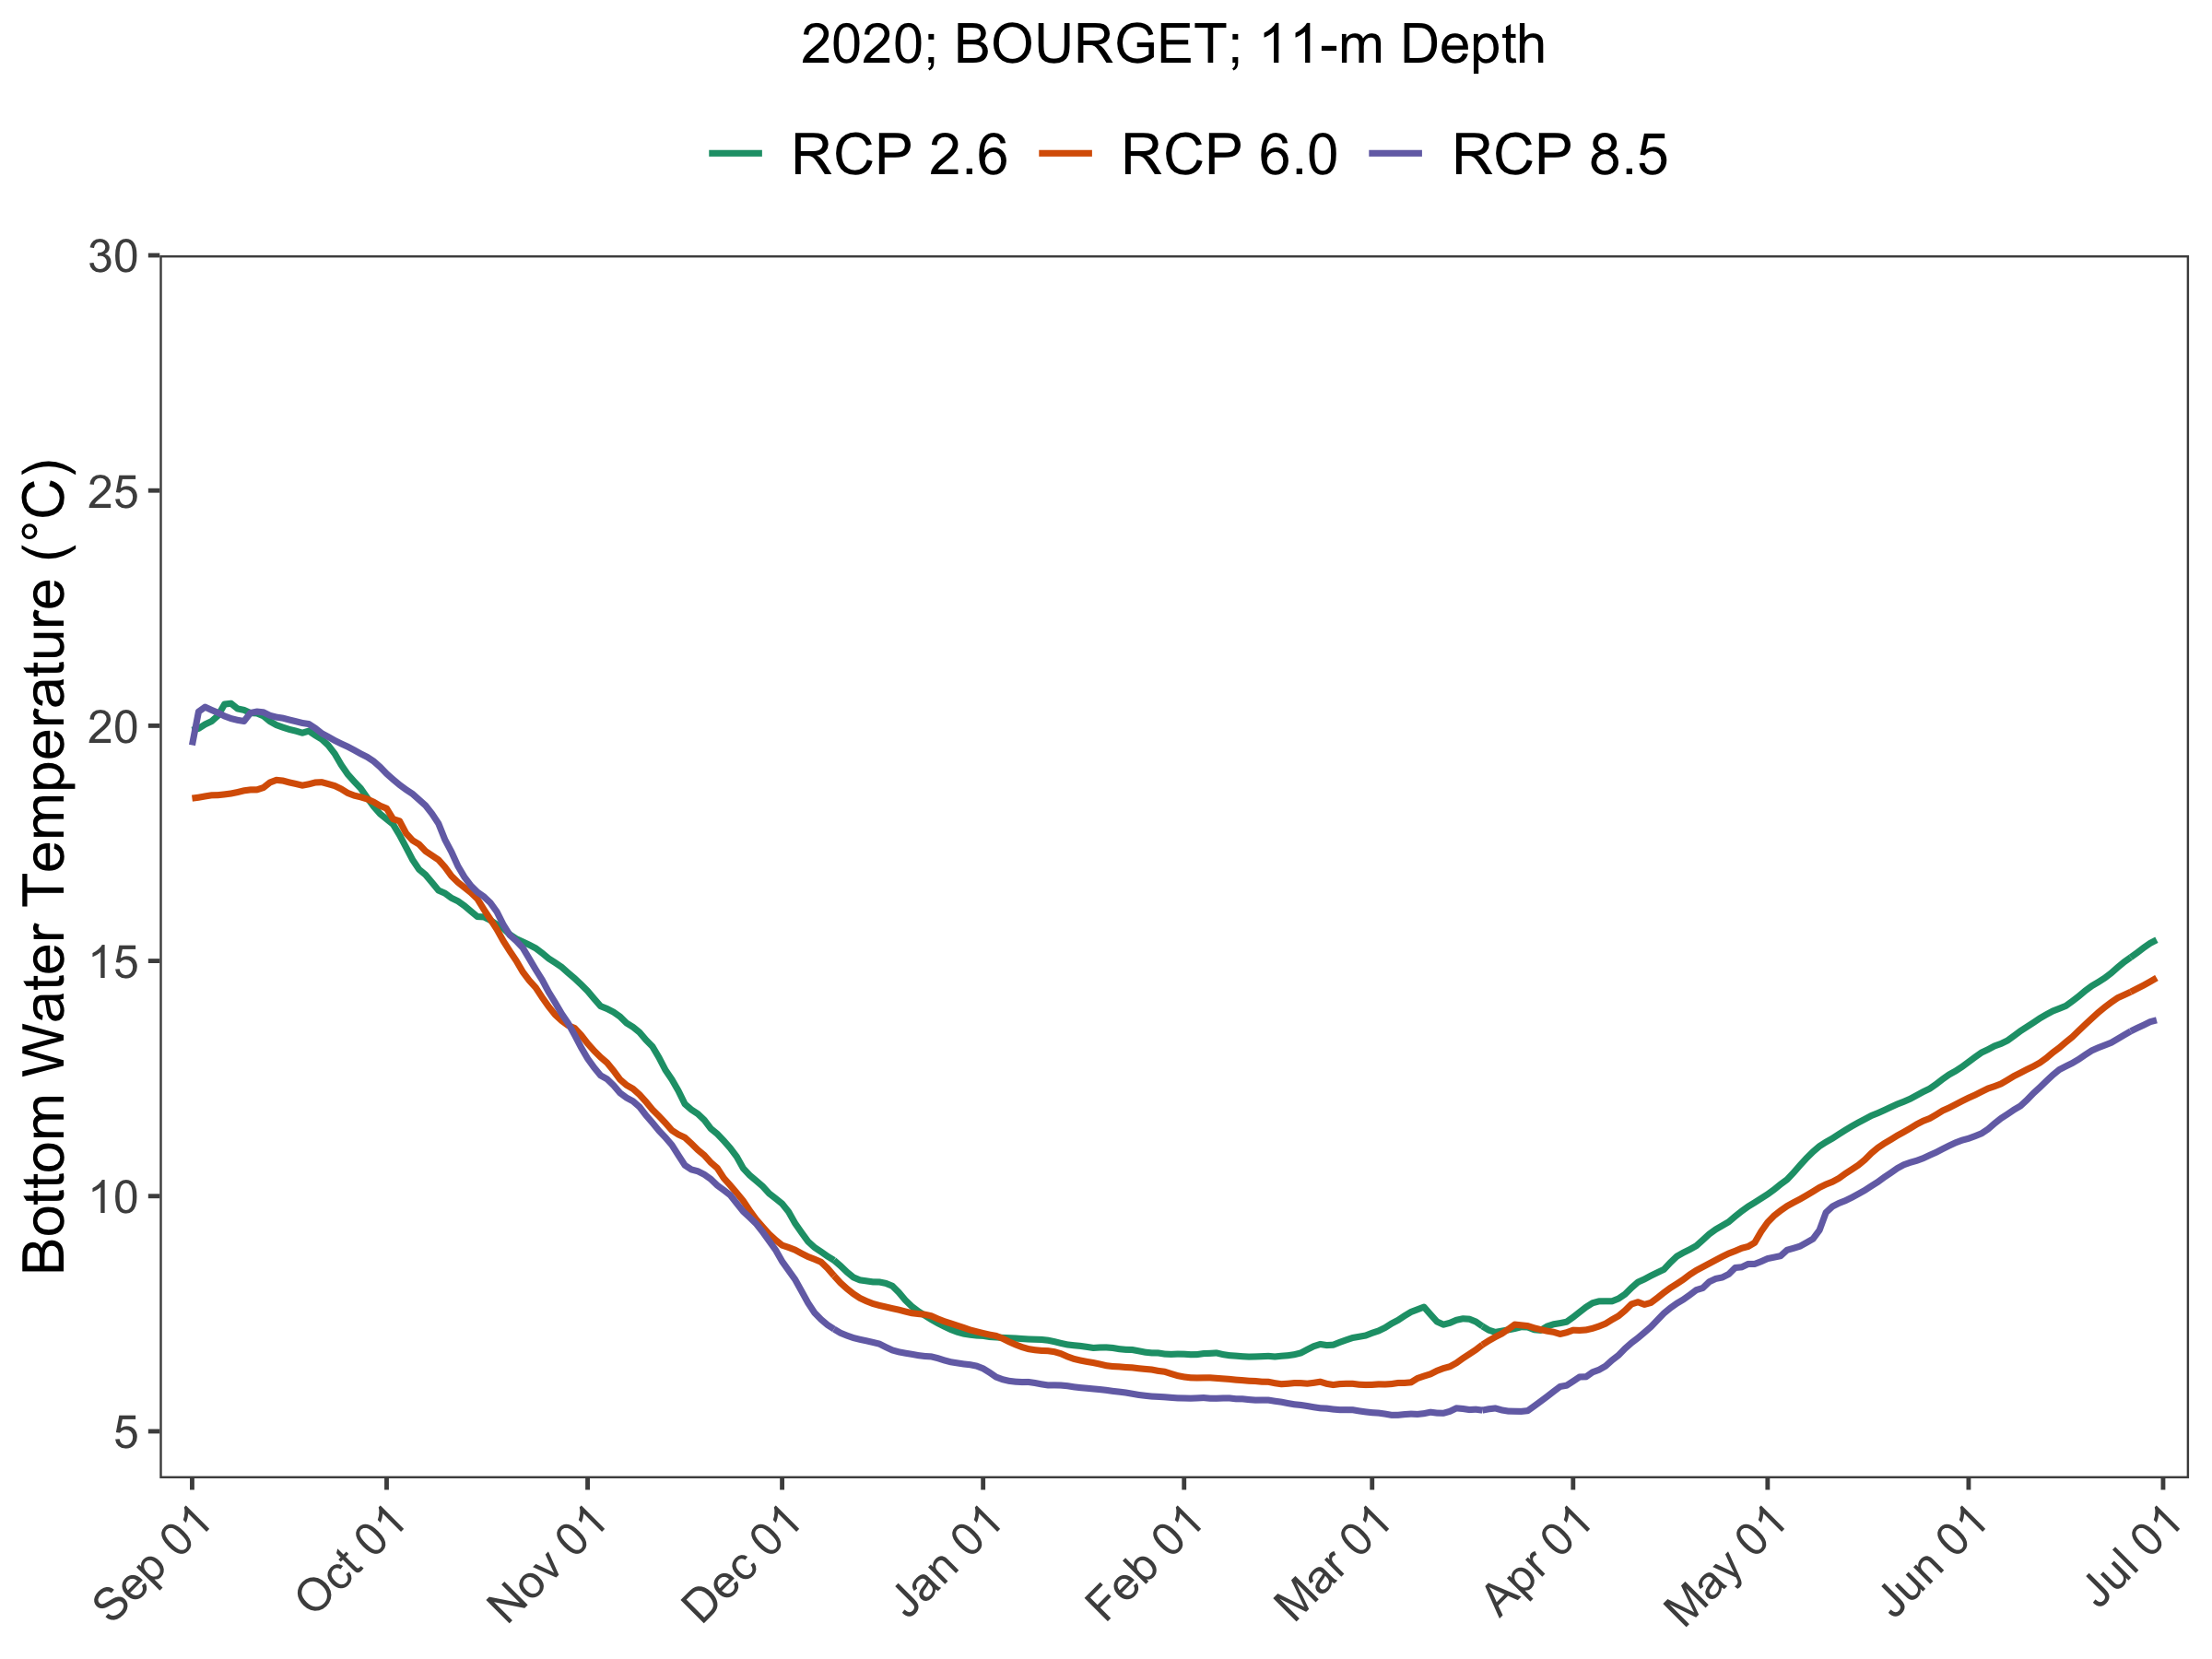 2020; BOURGET; 11-m Depth
RCP 2.6 RCP 6.0 RCP 8.5
Bottom Water Temperature (°C)
30
25
20
15
10
5
Sep 01 Oct 01 Nov 01 Dec 01 Jan 01 Feb 01 Mar 01 Apr 01 May 01 Jun 01 Jul 01